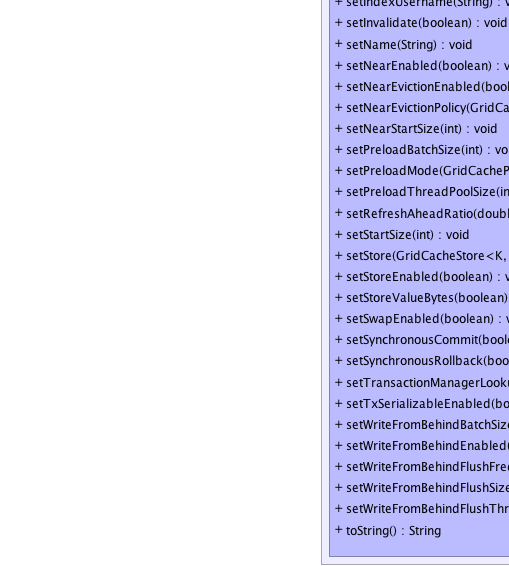 + setIndexUsername(String) :
+ setInvalidate(boolean) : void
+ setName(String) : void
+ setNearEnabled(boolean) :
+ setNearEvictionEnabled(bool
+ setNearEvictionPolicy(GridCa
+ setNearStartSize(int) : void
+ setPreloadBatchSize(int) : vo
+ setPreloadMode(GridCacheP
+ setPreloadThreadPoolSize(in
+ setRefreshAheadRatio(doubl
+ setStartSize(int) : void
+ setStore(GridCacheStore<K,
+ setStoreEnabled(boolean) : v
+ setStoreValueBytes(boolean)
+ setSwapEnabled(boolean) : v
+ setSynchronousCommit(boole
+ setSynchronousRollback(boo
+ setTransactionManagerLooku
+ setTxSerializableEnabled(bo
+ setWriteFromBehindBatchSize
+ setWriteFromBehindEnabled(
+ setWriteFromBehindFlushFre
+ setWriteFromBehindFlushSize
+ setWriteFromBehindFlushThr
+ toString() : String